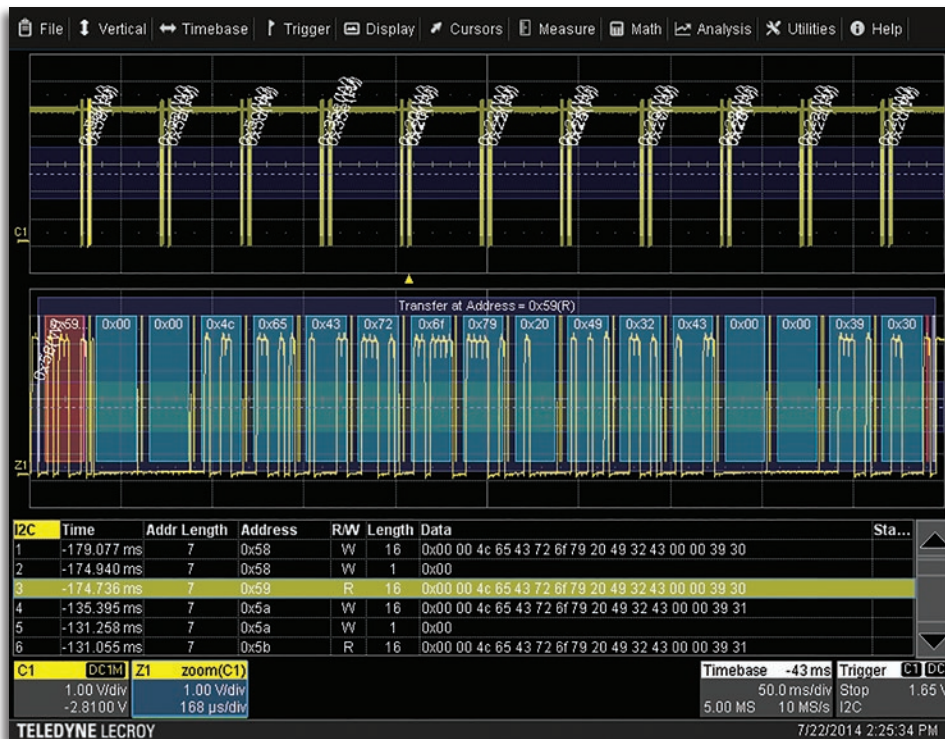 File Vertical Timebase Trigger Display Cursors Measure Math Analysis Utilities Help
C1
Transfer at Address = 0x59(R)
0x59... 0x00 0x00 0x4c 0x65 0x43 0x72 0x6f 0x79 0x20 0x49 0x32 0x43 0x00 0x00 0x39 0x30
Z1
I2C Time Addr Length Address R/W Length Data Sta...
1 -179.077 ms 7 0x58 W 16 0x00 00 4c 65 43 72 6f 79 20 49 32 43 00 00 39 30
2 -174.940 ms 7 0x58 W 1 0x00
3 -174.736 ms 7 0x59 R 16 0x00 00 4c 65 43 72 6f 79 20 49 32 43 00 00 39 30
4 -135.395 ms 7 0x5a W 16 0x00 00 4c 65 43 72 6f 79 20 49 32 43 00 00 39 31
5 -131.258 ms 7 0x5a W 1 0x00
6 -131.055 ms 7 0x5b R 16 0x00 00 4c 65 43 72 6f 79 20 49 32 43 00 00 39 31
C1 DC1M Z1 zoom(C1) Timebase -43 ms Trigger C1 DC
1.00 V/div 1.00 V/div 50.0 ms/div Stop 1.65 V
-2.8100 V 168 µs/div 5.00 MS 10 MS/s I2C
TELEDYNE LECROY 7/22/2014 2:25:34 PM